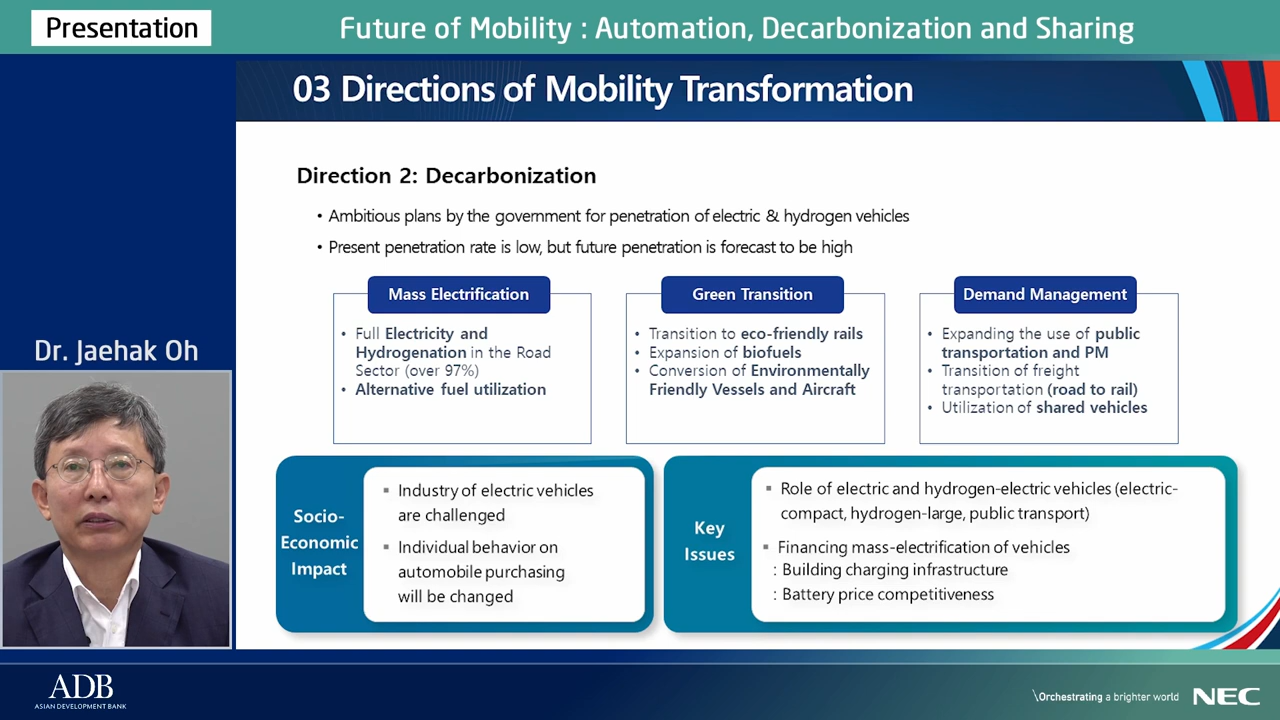 Presentation
Future of Mobility : Automation, Decarbonization and Sharing
03 Directions of Mobility Transformation
Direction 2: Decarbonization
• Ambitious plans by the government for penetration of electric & hydrogen vehicles
• Present penetration rate is low, but future penetration is forecast to be high
Mass Electrification
• Full Electricity and
Hydrogenation in the Road
Sector (over 97%)
• Alternative fuel utilization
Green Transition
• Transition to eco-friendly rails
• Expansion of biofuels
• Conversion of Environmentally
Friendly Vessels and Aircraft
Demand Management
• Expanding the use of public
transportation and PM
• Transition of freight
transportation (road to rail)
• Utilization of shared vehicles
Dr. Jaehak Oh
Socio-
Economic
Impact
▪ Industry of electric vehicles
are challenged
▪ Individual behavior on
automobile purchasing
will be changed
Key
Issues
▪ Role of electric and hydrogen-electric vehicles (electric-
compact, hydrogen-large, public transport)
▪ Financing mass-electrification of vehicles
: Building charging infrastructure
: Battery price competitiveness
ADB
ASIAN DEVELOPMENT BANK
\Orchestrating a brighter world
NEC